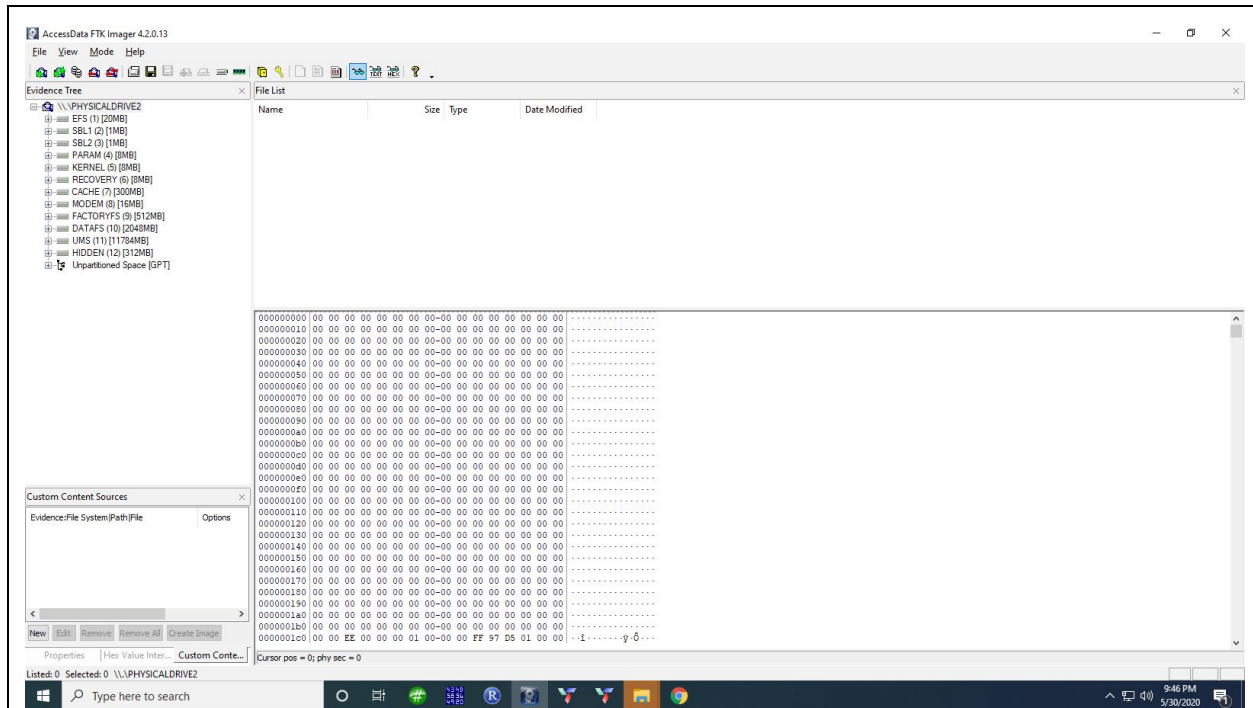 AccessData FTK Imager 4.2.0.13
File View Mode Help
Evidence Tree
\\.\PHYSICALDRIVE2
EFS (1) [20MB]
SBL1 (2) [1MB]
SBL2 (3) [1MB]
PARAM (4) [8MB]
KERNEL (5) [8MB]
RECOVERY (6) [8MB]
CACHE (7) [300MB]
MODEM (8) [16MB]
FACTORYFS (9) [512MB]
DATAFS (10) [2048MB]
UMS (11) [11784MB]
HIDDEN (12) [312MB]
Unpartitioned Space [GPT]
File List
Name Size Type Date Modified
000000000 00 00 00 00 00 00 00 00-00 00 00 00 00 00 00 00 ................
000000010 00 00 00 00 00 00 00 00-00 00 00 00 00 00 00 00 ................
000000020 00 00 00 00 00 00 00 00-00 00 00 00 00 00 00 00 ................
000000030 00 00 00 00 00 00 00 00-00 00 00 00 00 00 00 00 ................
000000040 00 00 00 00 00 00 00 00-00 00 00 00 00 00 00 00 ................
000000050 00 00 00 00 00 00 00 00-00 00 00 00 00 00 00 00 ................
000000060 00 00 00 00 00 00 00 00-00 00 00 00 00 00 00 00 ................
000000070 00 00 00 00 00 00 00 00-00 00 00 00 00 00 00 00 ................
000000080 00 00 00 00 00 00 00 00-00 00 00 00 00 00 00 00 ................
000000090 00 00 00 00 00 00 00 00-00 00 00 00 00 00 00 00 ................
0000000a0 00 00 00 00 00 00 00 00-00 00 00 00 00 00 00 00 ................
0000000b0 00 00 00 00 00 00 00 00-00 00 00 00 00 00 00 00 ................
0000000c0 00 00 00 00 00 00 00 00-00 00 00 00 00 00 00 00 ................
0000000d0 00 00 00 00 00 00 00 00-00 00 00 00 00 00 00 00 ................
0000000e0 00 00 00 00 00 00 00 00-00 00 00 00 00 00 00 00 ................
0000000f0 00 00 00 00 00 00 00 00-00 00 00 00 00 00 00 00 ................
000000100 00 00 00 00 00 00 00 00-00 00 00 00 00 00 00 00 ................
000000110 00 00 00 00 00 00 00 00-00 00 00 00 00 00 00 00 ................
000000120 00 00 00 00 00 00 00 00-00 00 00 00 00 00 00 00 ................
000000130 00 00 00 00 00 00 00 00-00 00 00 00 00 00 00 00 ................
000000140 00 00 00 00 00 00 00 00-00 00 00 00 00 00 00 00 ................
000000150 00 00 00 00 00 00 00 00-00 00 00 00 00 00 00 00 ................
000000160 00 00 00 00 00 00 00 00-00 00 00 00 00 00 00 00 ................
000000170 00 00 00 00 00 00 00 00-00 00 00 00 00 00 00 00 ................
000000180 00 00 00 00 00 00 00 00-00 00 00 00 00 00 00 00 ................
000000190 00 00 00 00 00 00 00 00-00 00 00 00 00 00 00 00 ................
0000001a0 00 00 00 00 00 00 00 00-00 00 00 00 00 00 00 00 ................
0000001b0 00 00 00 00 00 00 00 00-00 00 00 00 00 00 00 00 ................
0000001c0 00 00 EE 00 00 00 01 00-00 00 FF 97 D5 01 00 00 ··î·······ÿ·Õ···
Custom Content Sources
Evidence:File System|Path|File Options
New Edit Remove Remove All Create Image
Properties Hex Value Inter... Custom Conte...
Cursor pos = 0; phy sec = 0
Listed: 0 Selected: 0 \\.\PHYSICALDRIVE2
Type here to search
9:46 PM
5/30/2020